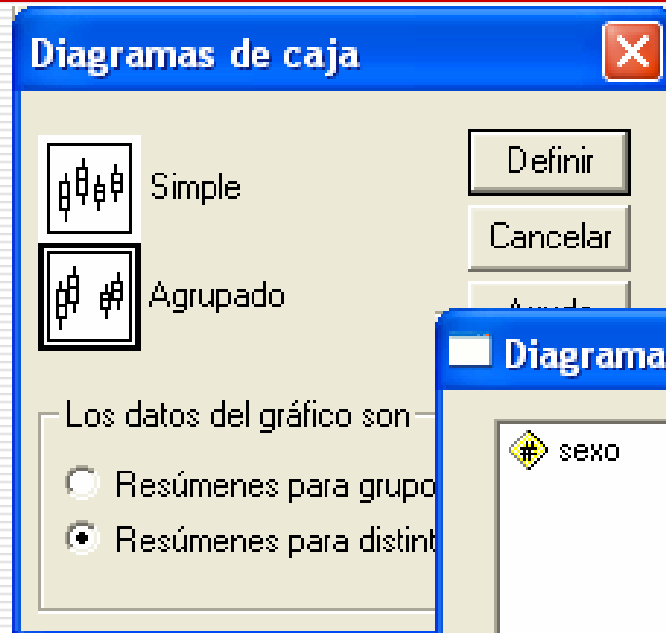 Diagramas de caja
Simple
Definir
Cancelar
Agrupado
Diagrama
Los datos del gráfico son
sexo
Resúmenes para grupo
Resúmenes para distint